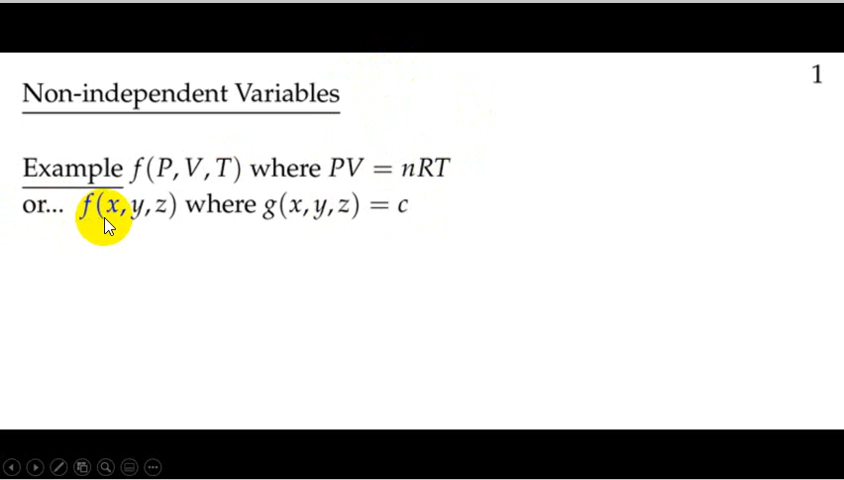 1
Non-independent Variables
Example f(P, V, T) where PV = nRT
or... f(x, y, z) where g(x, y, z) = c